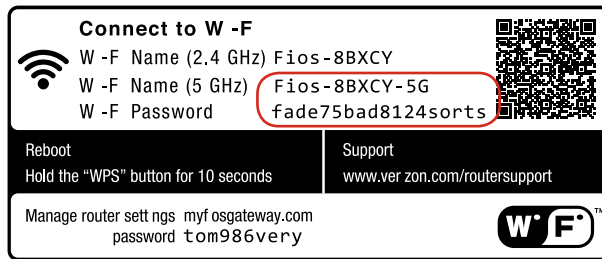 Connect to W -F
W -F Name (2.4 GHz) Fios-8BXCY
W -F Name (5 GHz) Fios-8BXCY-5G
W -F Password fade75bad8124sorts
Reboot
Hold the “WPS” button for 10 seconds
Support
www.ver zon.com/routersupport
Manage router sett ngs myf osgateway.com
password tom986very
W F TM